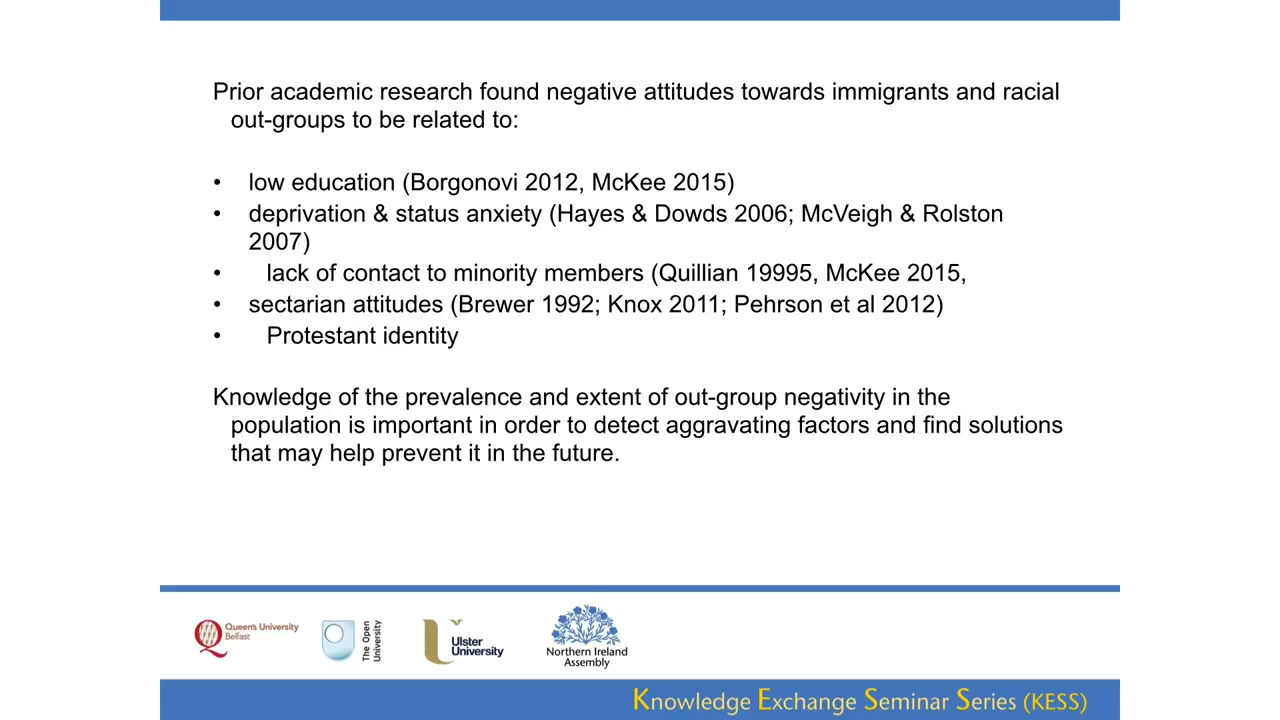 Prior academic research found negative attitudes towards immigrants and racial
out-groups to be related to:
• low education (Borgonovi 2012, McKee 2015)
• deprivation & status anxiety (Hayes & Dowds 2006; McVeigh & Rolston
2007)
• lack of contact to minority members (Quillian 19995, McKee 2015,
• sectarian attitudes (Brewer 1992; Knox 2011; Pehrson et al 2012)
• Protestant identity
Knowledge of the prevalence and extent of out-group negativity in the
population is important in order to detect aggravating factors and find solutions
that may help prevent it in the future.
Queen's University
Belfast
The Open
University
Ulster
University
Northern Ireland
Assembly
Knowledge Exchange Seminar Series (KESS)